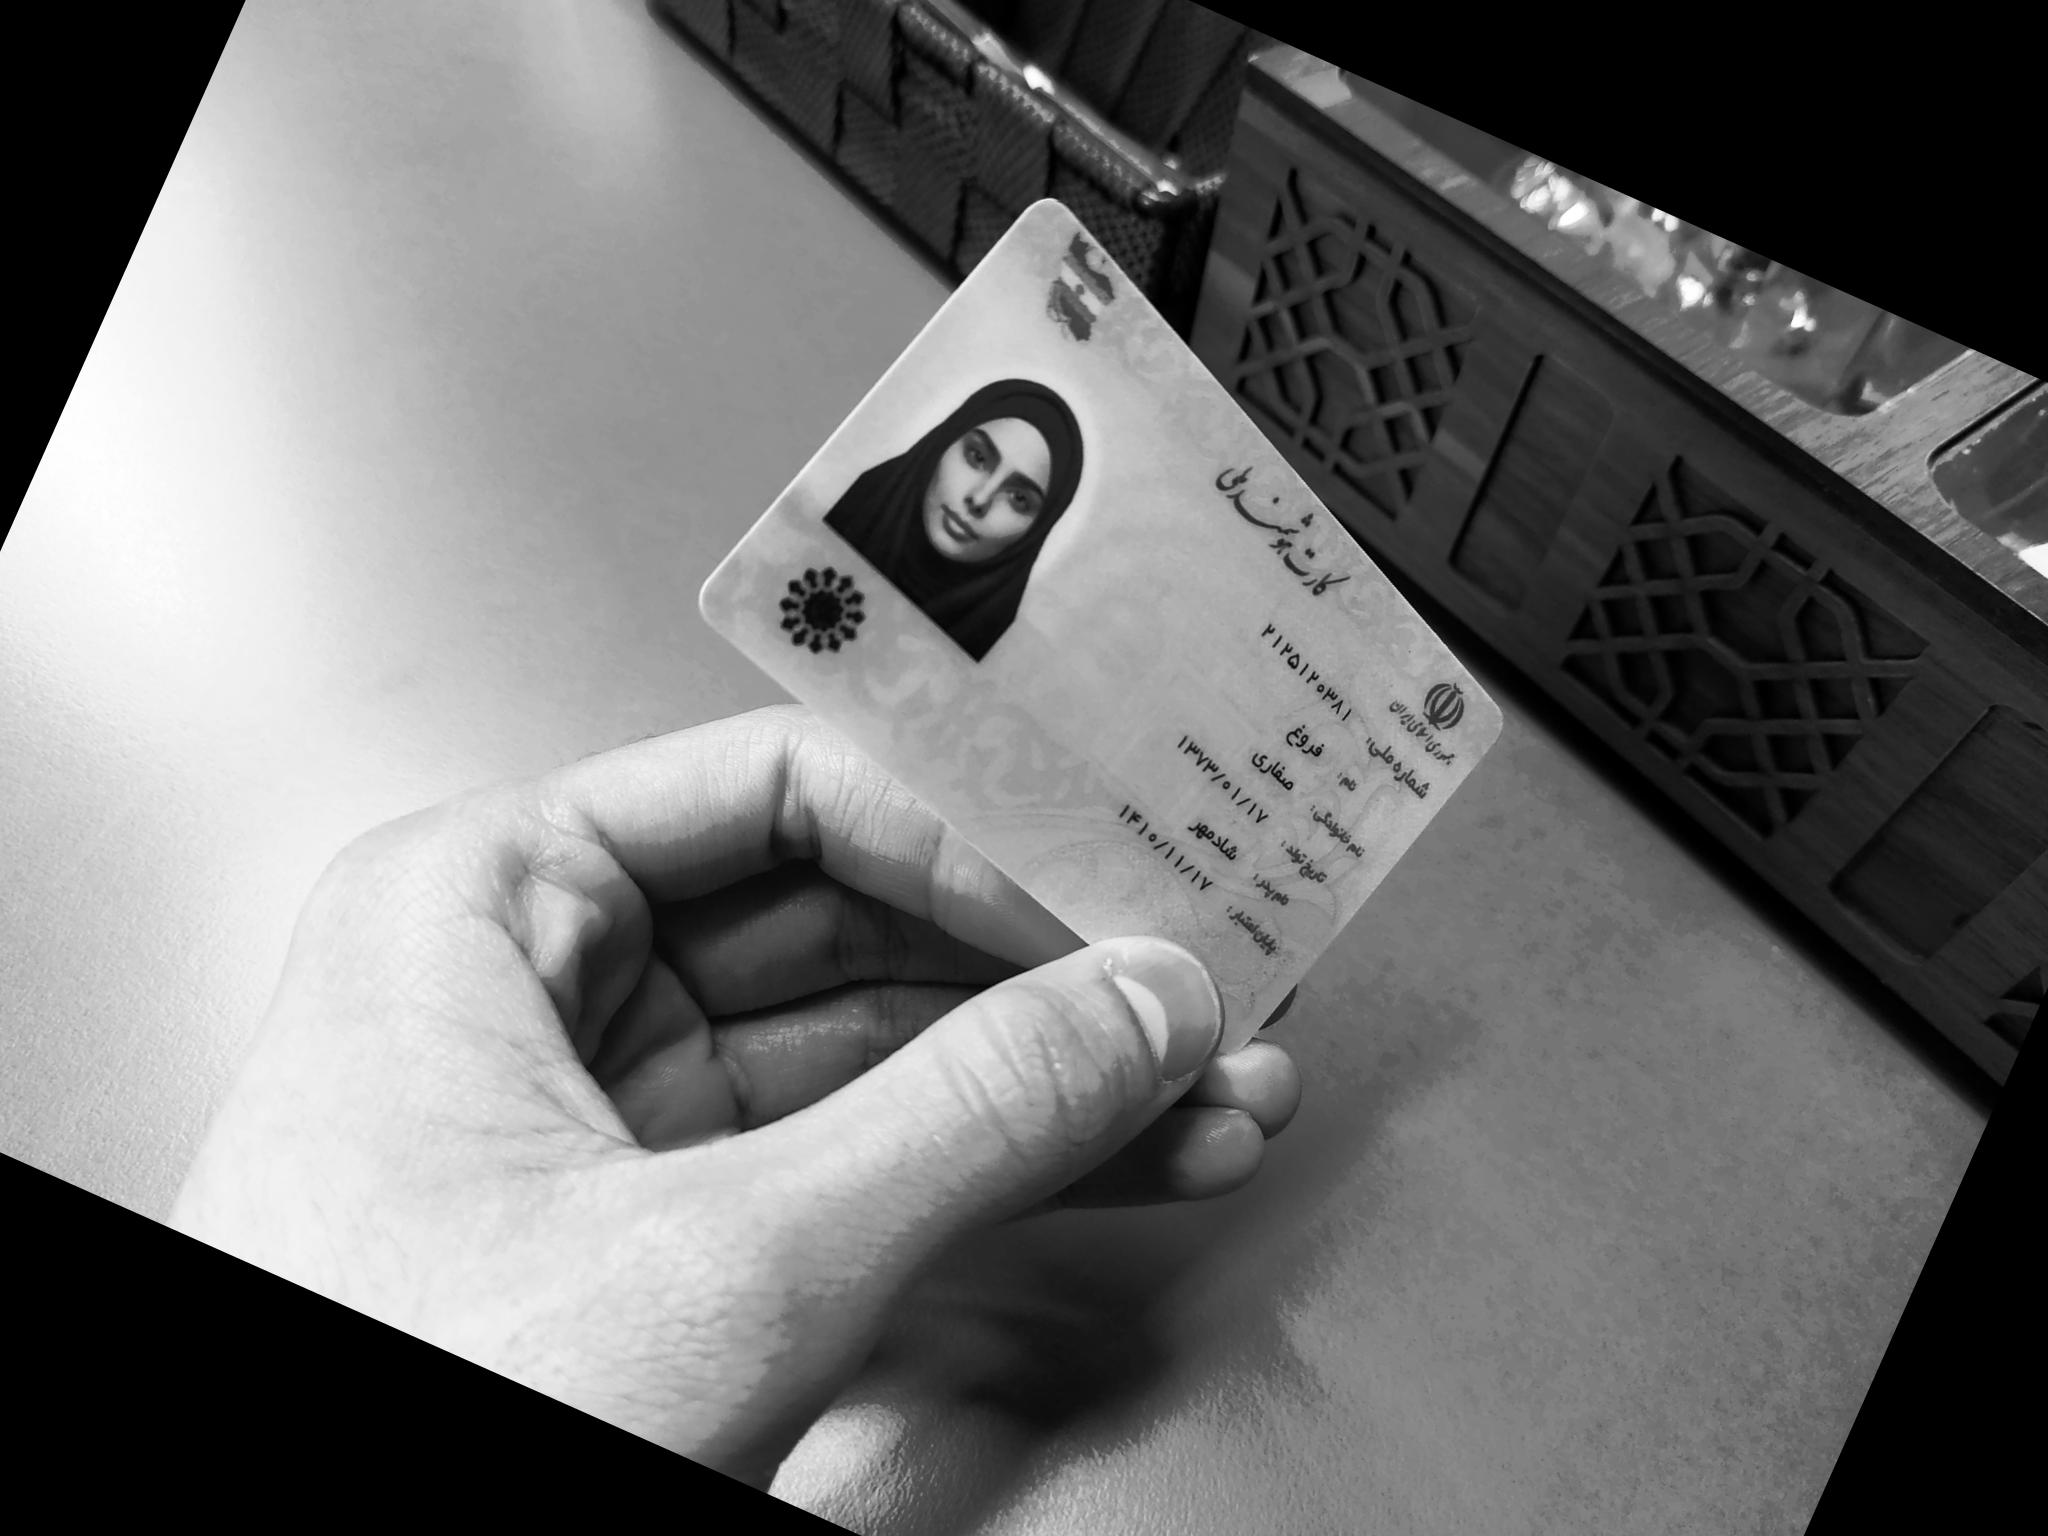 کارت هوشمند ملی
جمهوری اسلامی ایران
شماره ملی: ۲۱۲۵۱۲۰۳۸۱
نام: فروغ
نام خانوادگی: صفاری
تاریخ تولد: ۱۳۷۳/۰۱/۱۷
نام پدر: شادمهر
پایان اعتبار: ۱۴۱۰/۱۱/۱۷